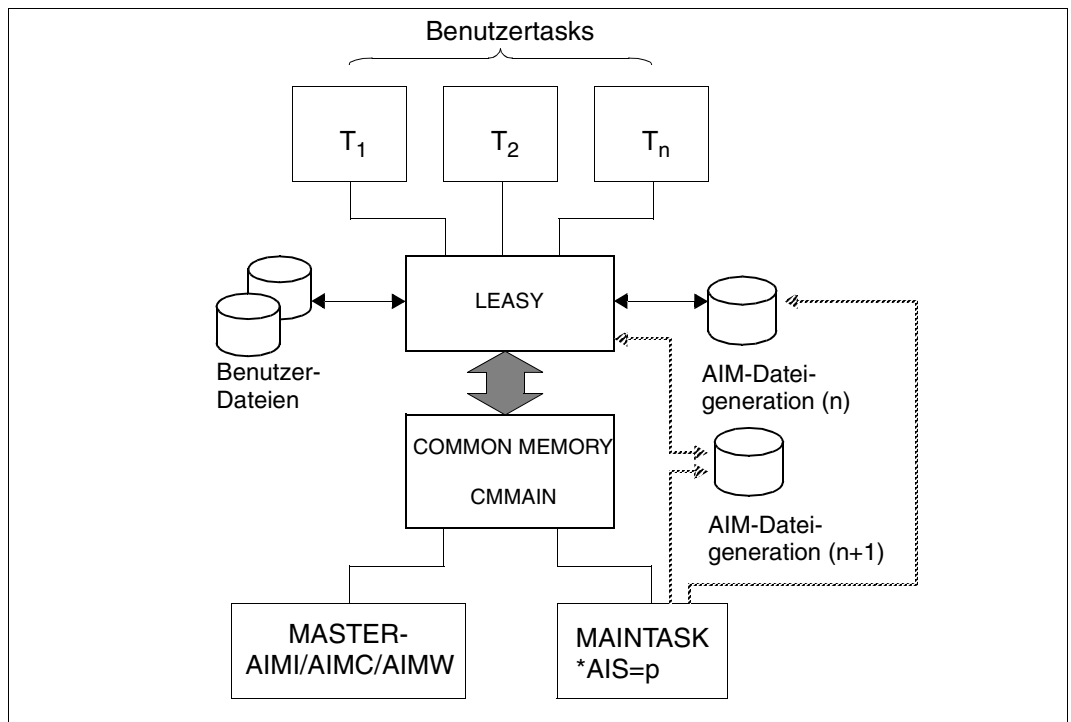 Benutzertasks
T1
T2
Tn
LEASY
Benutzer-
Dateien
AIM-Datei-
generation (n)
COMMON MEMORY
CMMAIN
AIM-Datei-
generation (n+1)
MASTER-
AIMI/AIMC/AIMW
MAINTASK
*AIS=p